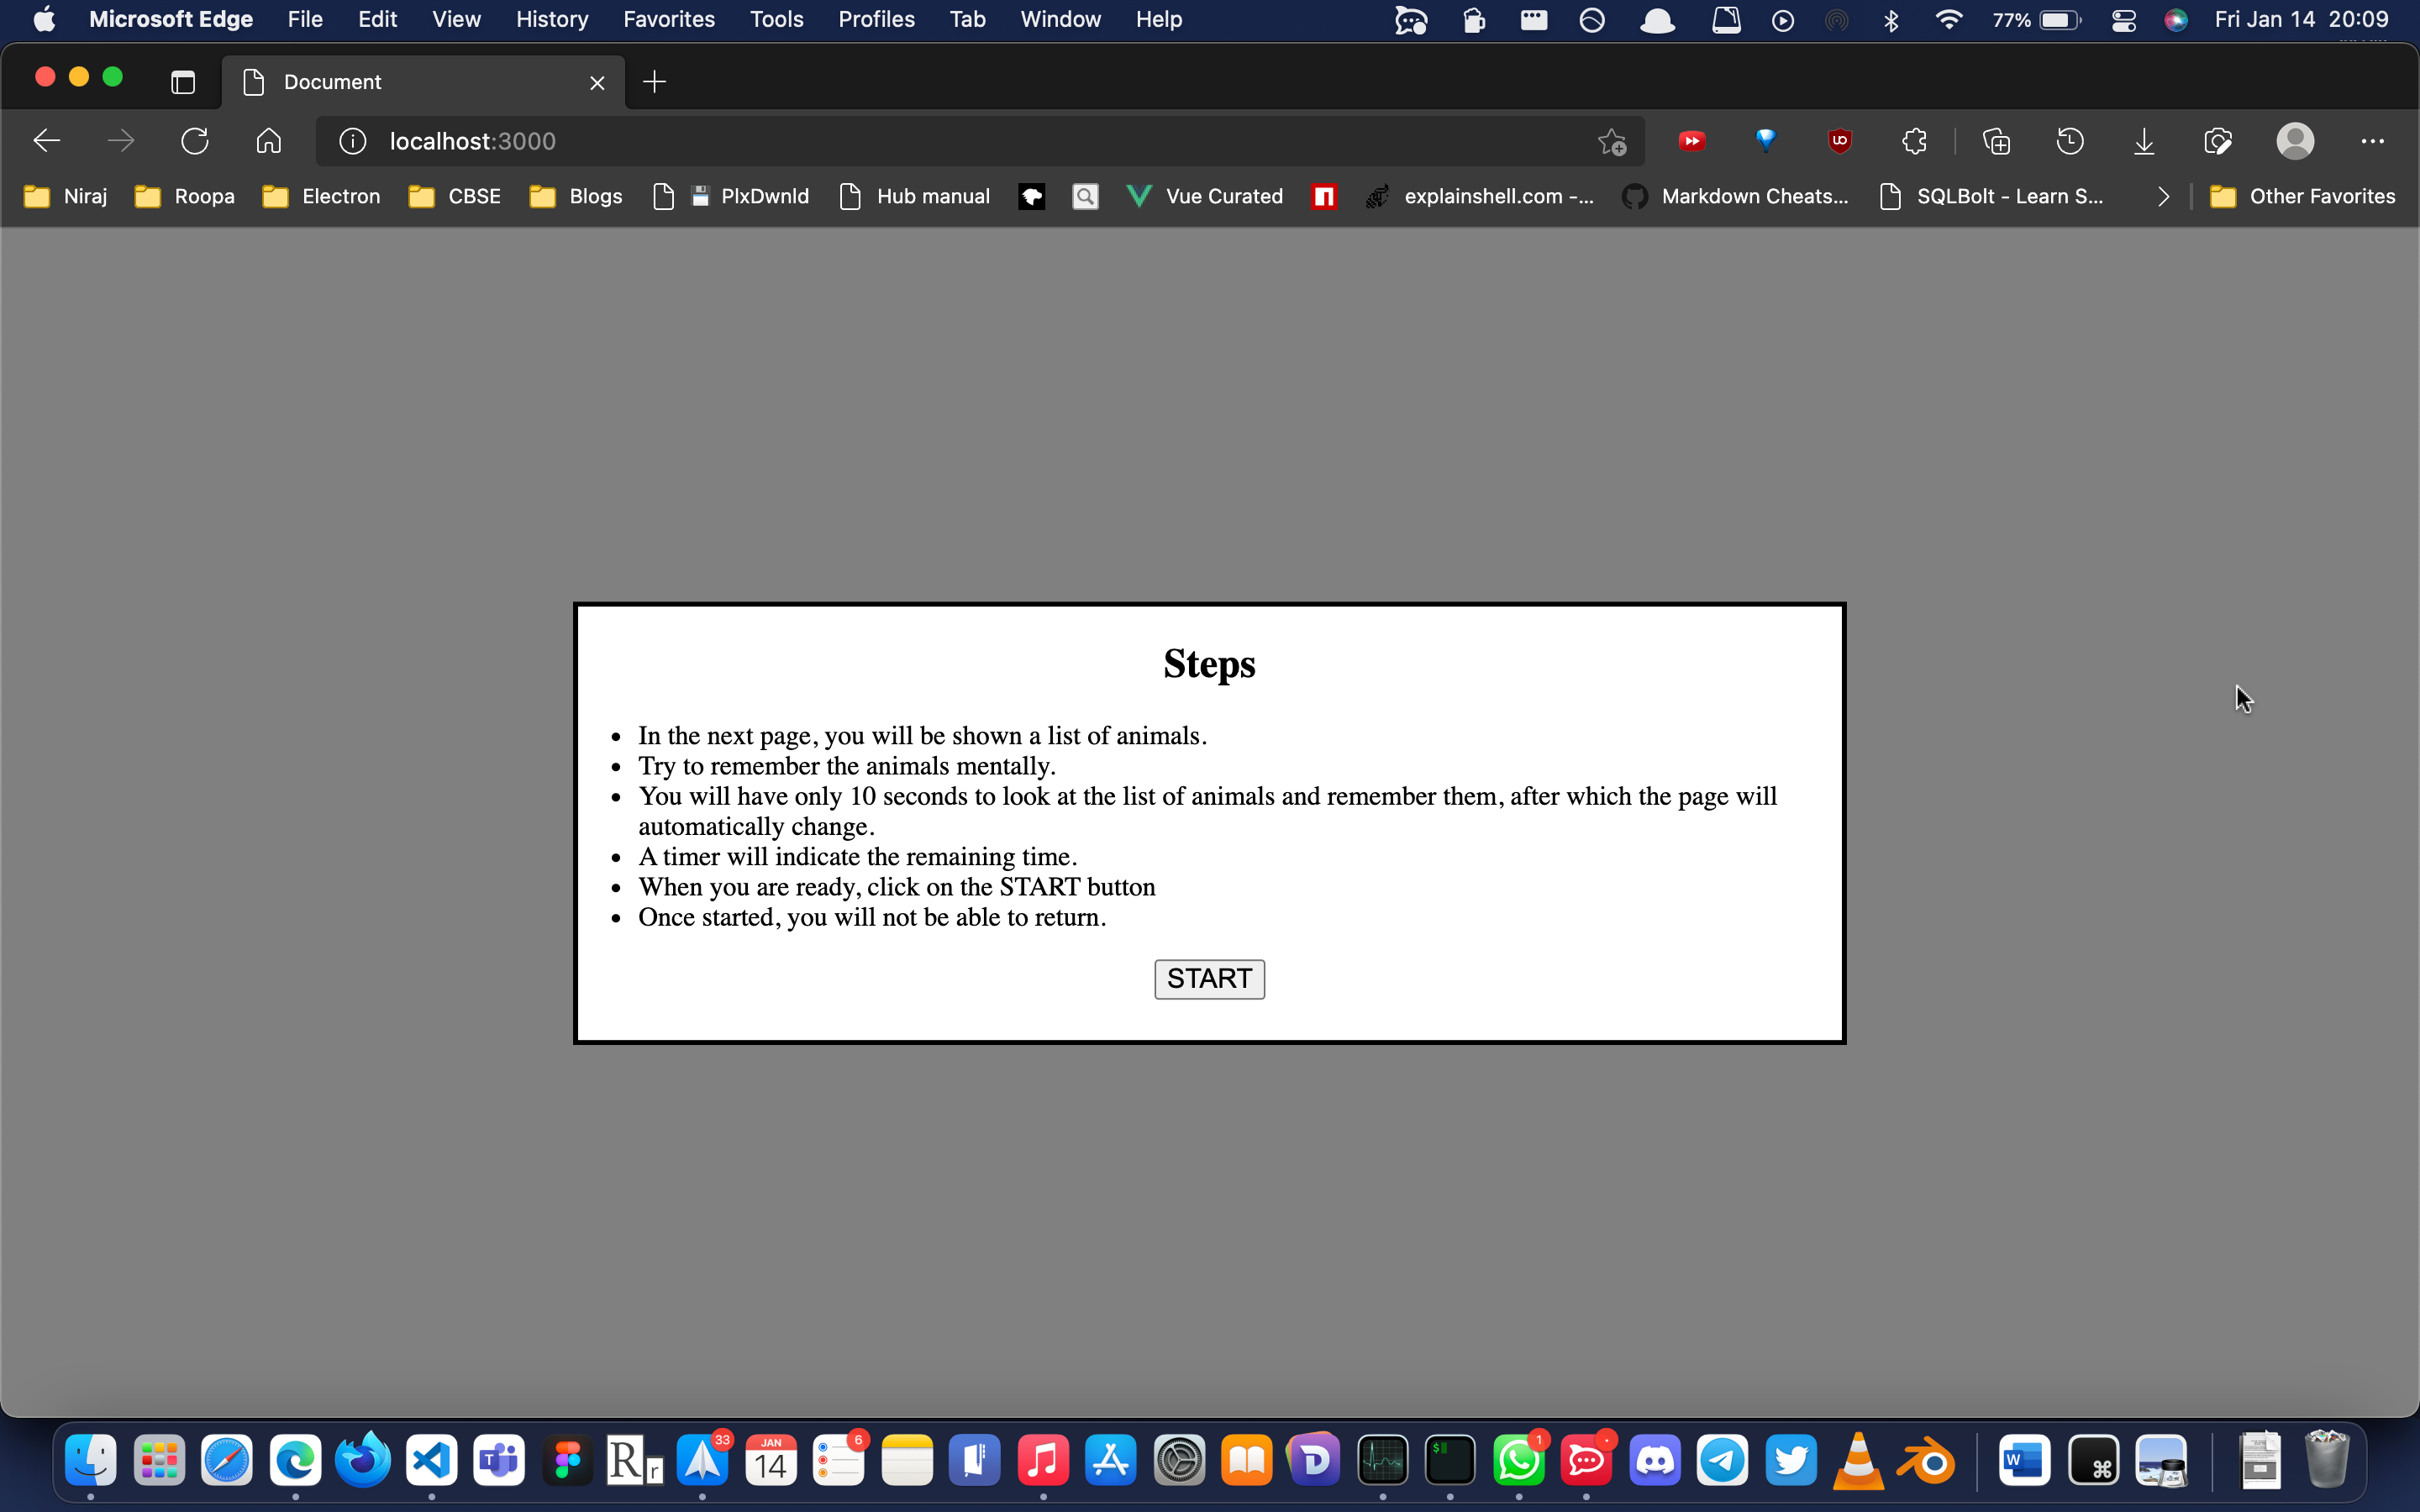 Microsoft Edge File Edit View History Favorites Tools Profiles Tab Window Help 77% Fri Jan 14 20:09
Document
localhost:3000
Niraj Roopa Electron CBSE Blogs PlxDwnld Hub manual Vue Curated explainshell.com -... Markdown Cheats... SQLBolt - Learn S... Other Favorites
Steps
• In the next page, you will be shown a list of animals.
• Try to remember the animals mentally.
• You will have only 10 seconds to look at the list of animals and remember them, after which the page will
automatically change.
• A timer will indicate the remaining time.
• When you are ready, click on the START button
• Once started, you will not be able to return.
START
33 JAN 14 6 1